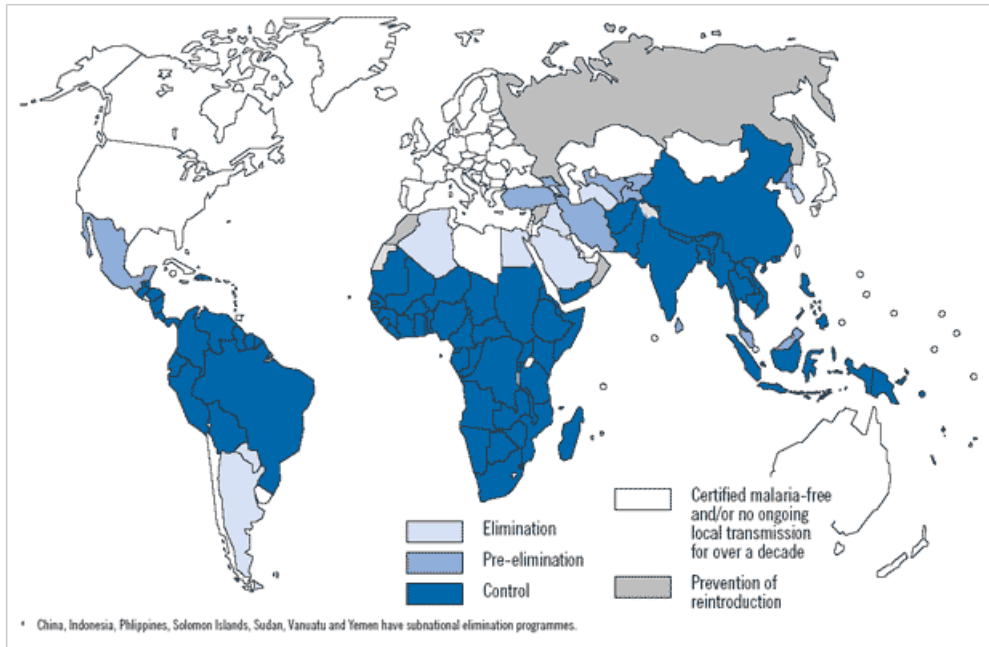 Elimination
Pre-elimination
Control
Certified malaria-free
and/or no ongoing
local transmission
for over a decade
Prevention of
reintroduction
* China, Indonesia, Phlippines, Solomon Islands, Sudan, Vanuatu and Yemen have subnational elimination programmes.